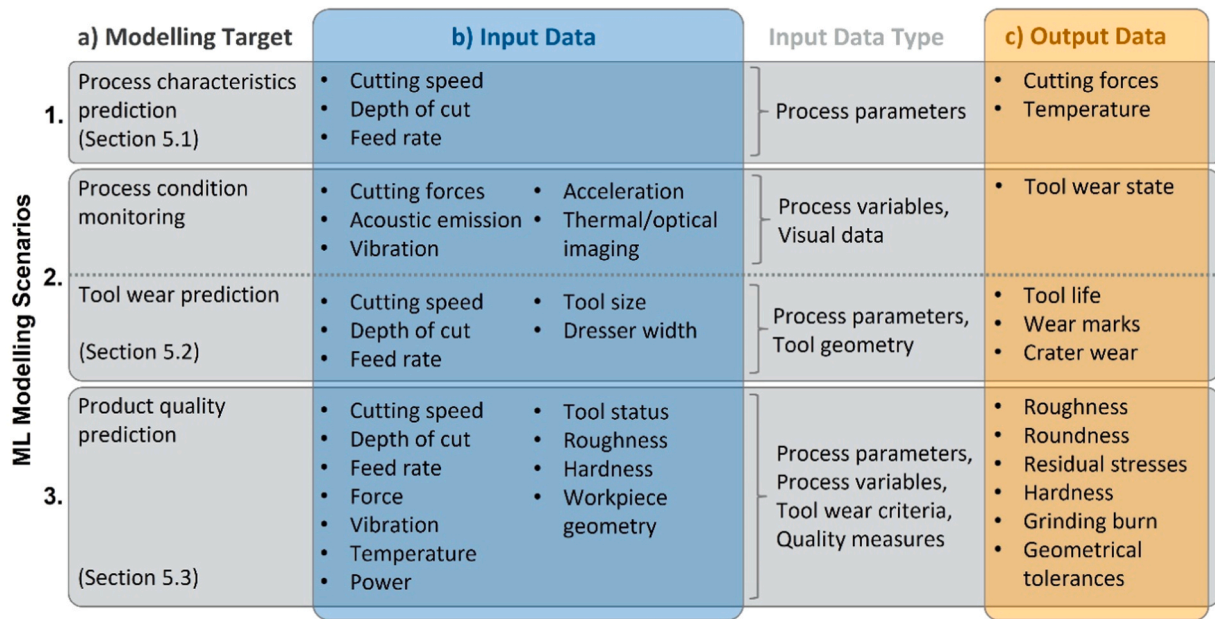 a) Modelling Target
b) Input Data
Input Data Type
c) Output Data
ML Modelling Scenarios
1.
Process characteristics
prediction
(Section 5.1)
• Cutting speed
• Depth of cut
• Feed rate
Process parameters
• Cutting forces
• Temperature
2.
Process condition
monitoring
• Cutting forces
• Acoustic emission
• Vibration
• Acceleration
• Thermal/optical
imaging
Process variables,
Visual data
• Tool wear state
Tool wear prediction
(Section 5.2)
• Cutting speed
• Depth of cut
• Feed rate
• Tool size
• Dresser width
Process parameters,
Tool geometry
• Tool life
• Wear marks
• Crater wear
3.
Product quality
prediction
(Section 5.3)
• Cutting speed
• Depth of cut
• Feed rate
• Force
• Vibration
• Temperature
• Power
• Tool status
• Roughness
• Hardness
• Workpiece
geometry
Process parameters,
Process variables,
Tool wear criteria,
Quality measures
• Roughness
• Roundness
• Residual stresses
• Hardness
• Grinding burn
• Geometrical
tolerances